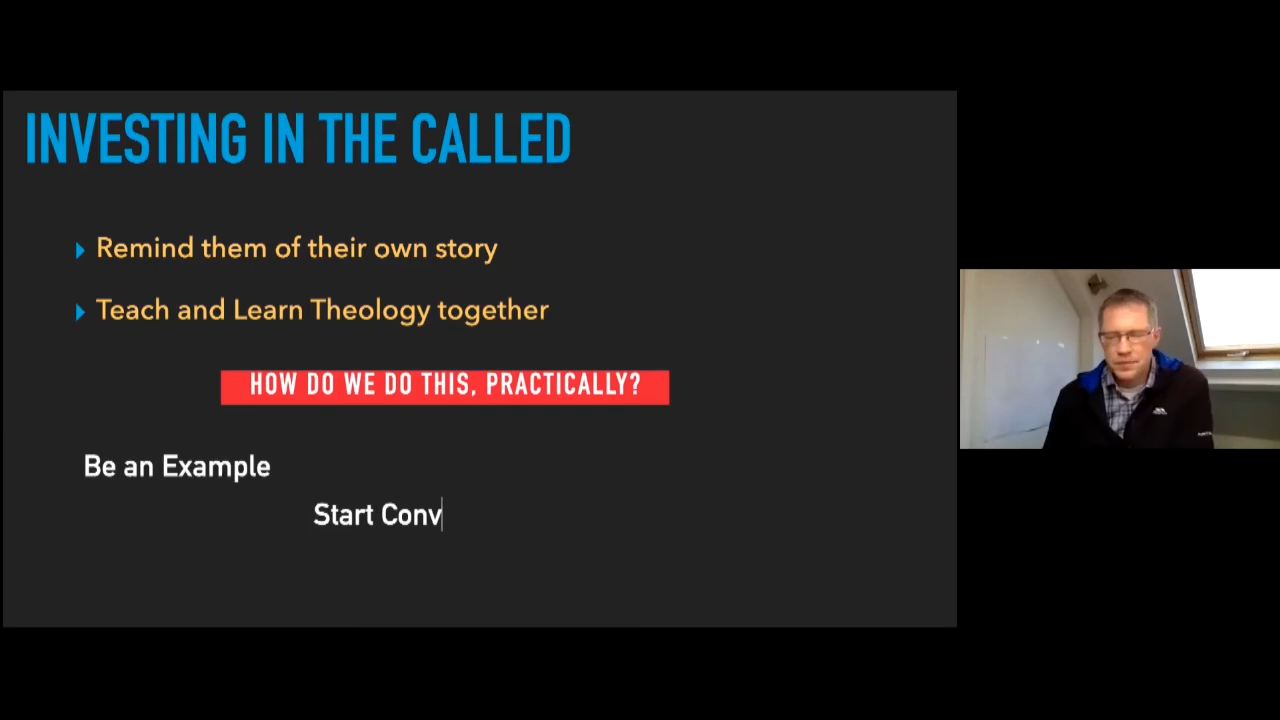 INVESTING IN THE CALLED
Remind them of their own story
Teach and Learn Theology together
HOW DO WE DO THIS, PRACTICALLY?
Be an Example
Start Conv